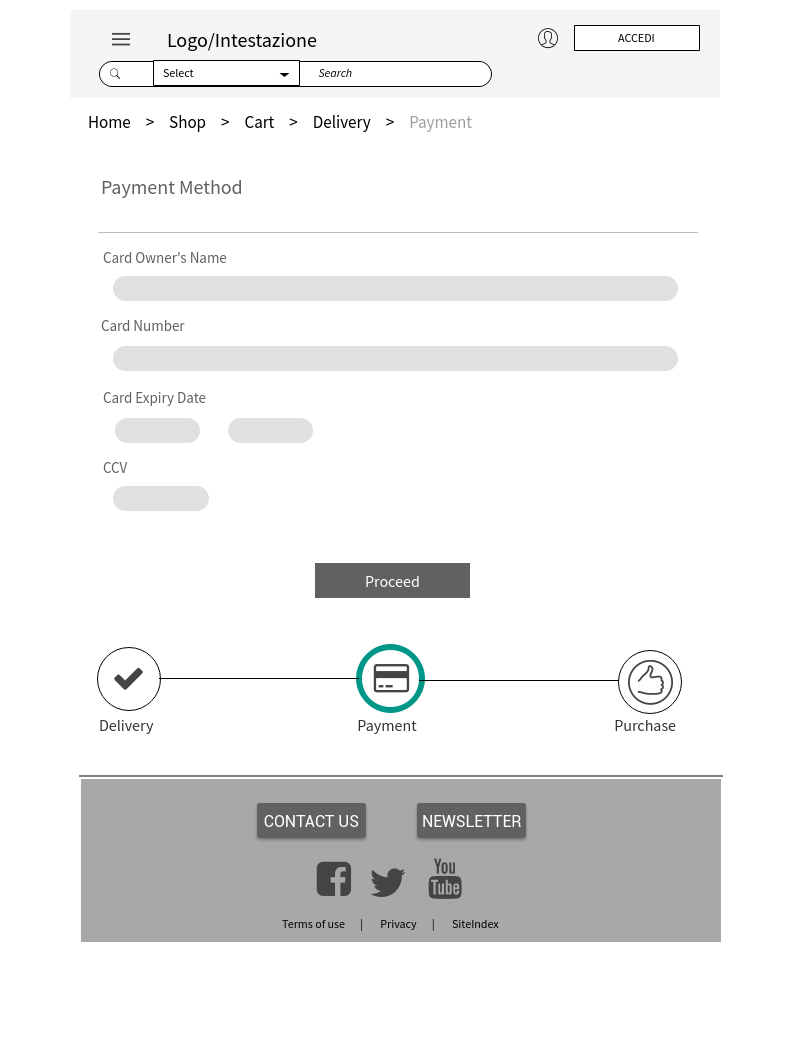 Logo/Intestazione
ACCEDI
Select
Search
Home > Shop > Cart > Delivery > Payment
Payment Method
Card Owner's Name
Card Number
Card Expiry Date
CCV
Proceed
Delivery
Payment
Purchase
CONTACT US
NEWSLETTER
You
Tube
Terms of use | Privacy | SiteIndex